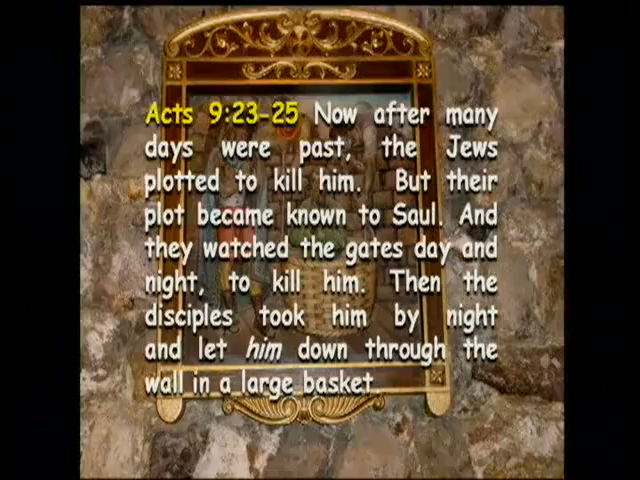 Acts 9:23-25 Now after many
days were past, the Jews
plotted to kill him. But their
plot became known to Saul. And
they watched the gates day and
night, to kill him. Then the
disciples took him by night
and let him down through the
wall in a large basket.